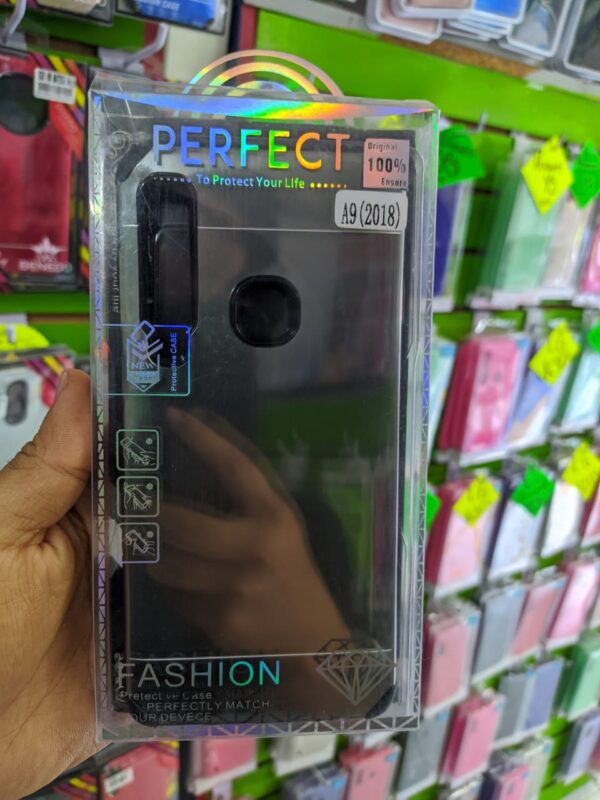 PERFECT
To Protect Your Life
Original
100%
Ensure
A9(2018)
NEW
Protective CASE
FASHION
Protective Case
PERFECTLY MATCH
YOUR DEVECE